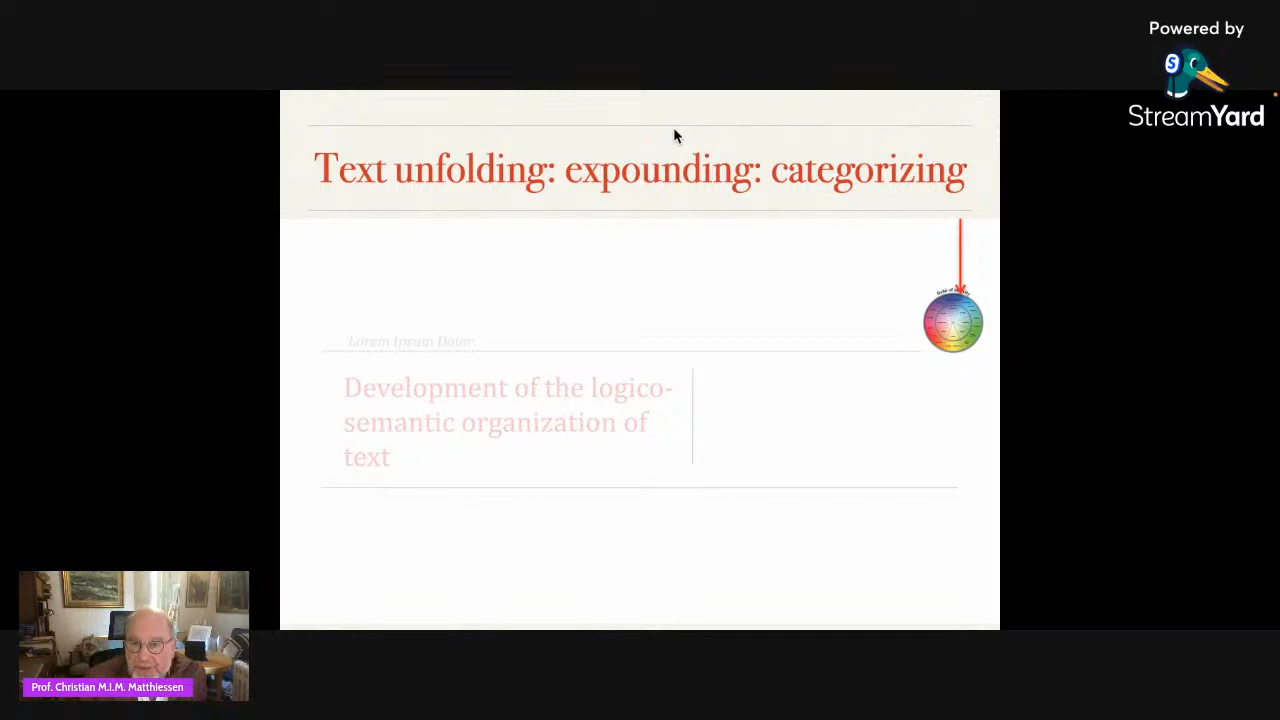 Powered by
StreamYard
Text unfolding: expounding: categorizing
Lorem Ipsum Dolor
Development of the logico-
semantic organization of
text
Prof. Christian M.I.M. Matthiessen